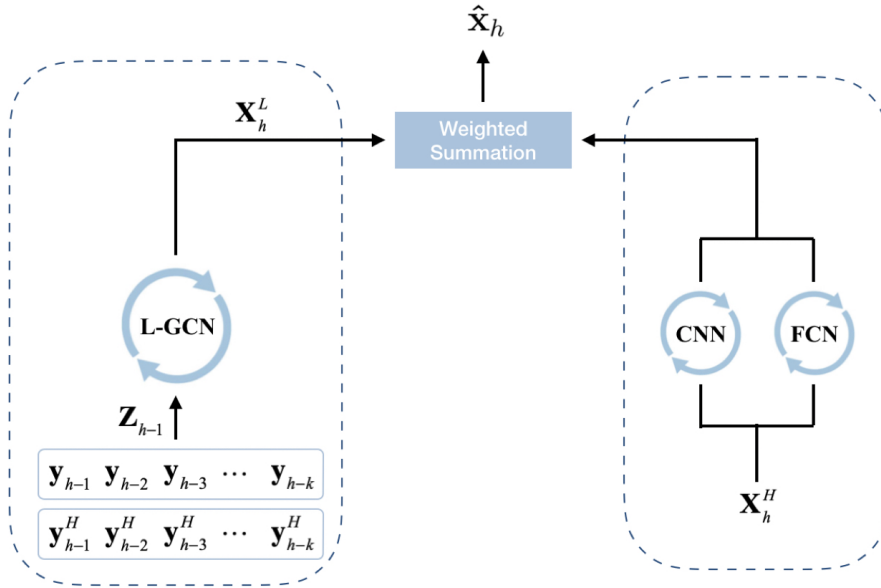 x̂_h
X_h^L
Weighted
Summation
L-GCN
CNN
FCN
Z_{h−1}
y_{h−1} y_{h−2} y_{h−3} ⋯ y_{h−k}
y_{h−1}^H y_{h−2}^H y_{h−3}^H ⋯ y_{h−k}^H
X_h^H